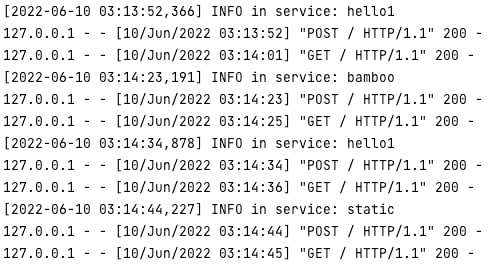 [2022-06-10 03:13:52,366] INFO in service: hello1
127.0.0.1 - - [10/Jun/2022 03:13:52] "POST / HTTP/1.1" 200 -
127.0.0.1 - - [10/Jun/2022 03:14:01] "GET / HTTP/1.1" 200 -
[2022-06-10 03:14:23,191] INFO in service: bamboo
127.0.0.1 - - [10/Jun/2022 03:14:23] "POST / HTTP/1.1" 200 -
127.0.0.1 - - [10/Jun/2022 03:14:25] "GET / HTTP/1.1" 200 -
[2022-06-10 03:14:34,878] INFO in service: hello1
127.0.0.1 - - [10/Jun/2022 03:14:34] "POST / HTTP/1.1" 200 -
127.0.0.1 - - [10/Jun/2022 03:14:36] "GET / HTTP/1.1" 200 -
[2022-06-10 03:14:44,227] INFO in service: static
127.0.0.1 - - [10/Jun/2022 03:14:44] "POST / HTTP/1.1" 200 -
127.0.0.1 - - [10/Jun/2022 03:14:45] "GET / HTTP/1.1" 200 -